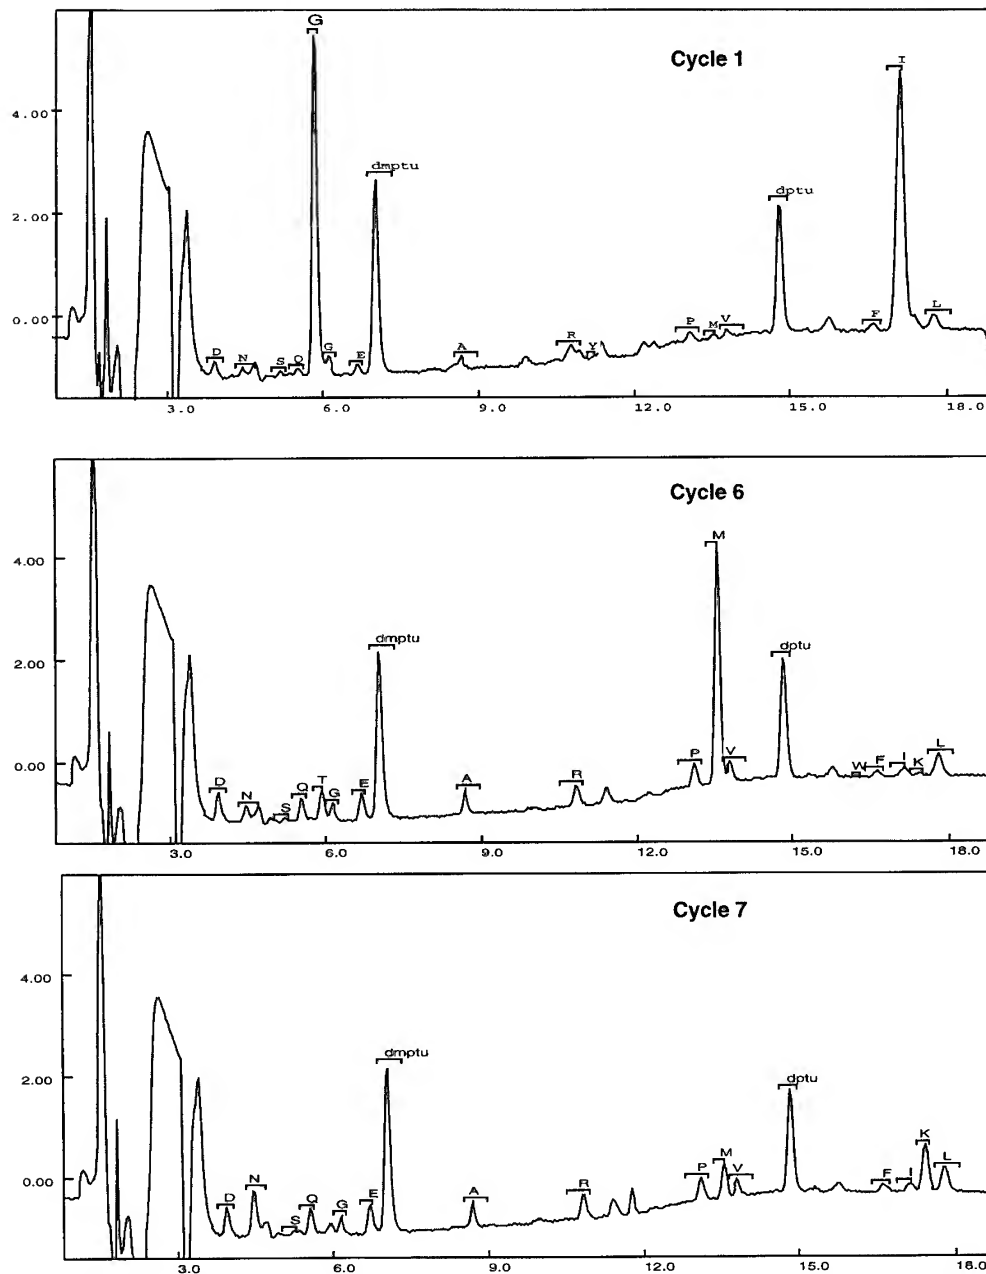 Cycle 1
G
I
dmptu
dptu
4.00
2.00
0.00
D N S Q G E A R Y P M V F L
3.0 6.0 9.0 12.0 15.0 18.0
Cycle 6
M
dmptu
dptu
4.00
2.00
0.00
D N S Q T G E A R P V W F I K L
3.0 6.0 9.0 12.0 15.0 18.0
Cycle 7
dmptu
dptu
4.00
2.00
0.00
D N S Q G E A R P M V F I K L
3.0 6.0 9.0 12.0 15.0 18.0